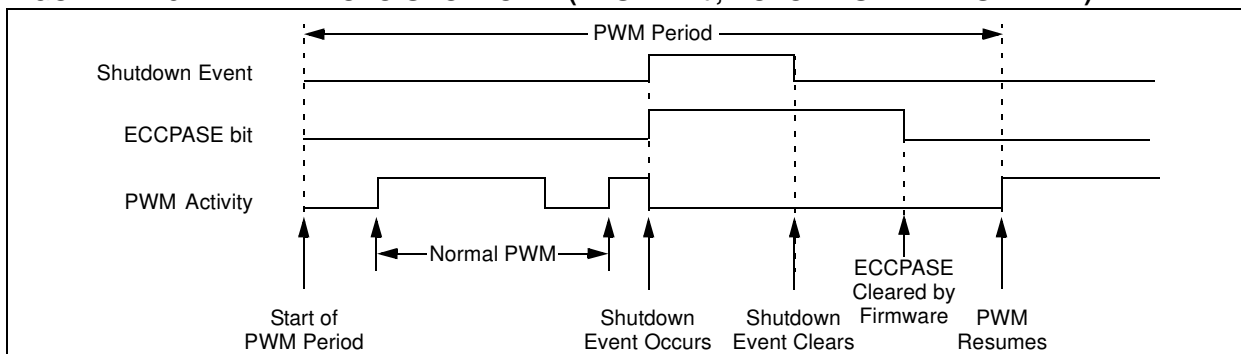 PWM Period
Shutdown Event
ECCPASE bit
PWM Activity
Normal PWM
Start of
PWM Period
Shutdown
Event Occurs
Shutdown
Event Clears
ECCPASE
Cleared by
Firmware
PWM
Resumes